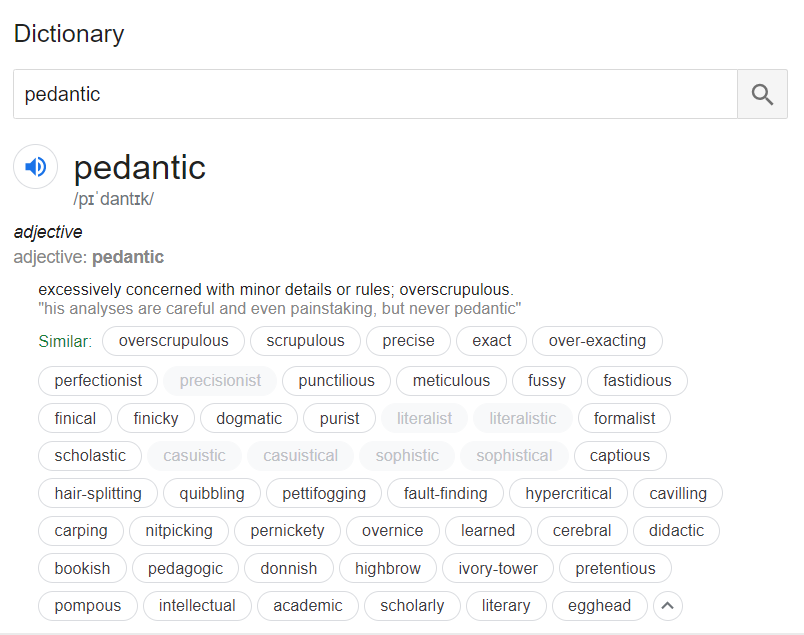 Dictionary
pedantic
pedantic
/pɪˈdantɪk/
adjective
adjective: pedantic
excessively concerned with minor details or rules; overscrupulous.
"his analyses are careful and even painstaking, but never pedantic"
Similar: overscrupulous scrupulous precise exact over-exacting
perfectionist precisionist punctilious meticulous fussy fastidious
finical finicky dogmatic purist literalist literalistic formalist
scholastic casuistic casuistical sophistic sophistical captious
hair-splitting quibbling pettifogging fault-finding hypercritical cavilling
carping nitpicking pernickety overnice learned cerebral didactic
bookish pedagogic donnish highbrow ivory-tower pretentious
pompous intellectual academic scholarly literary egghead